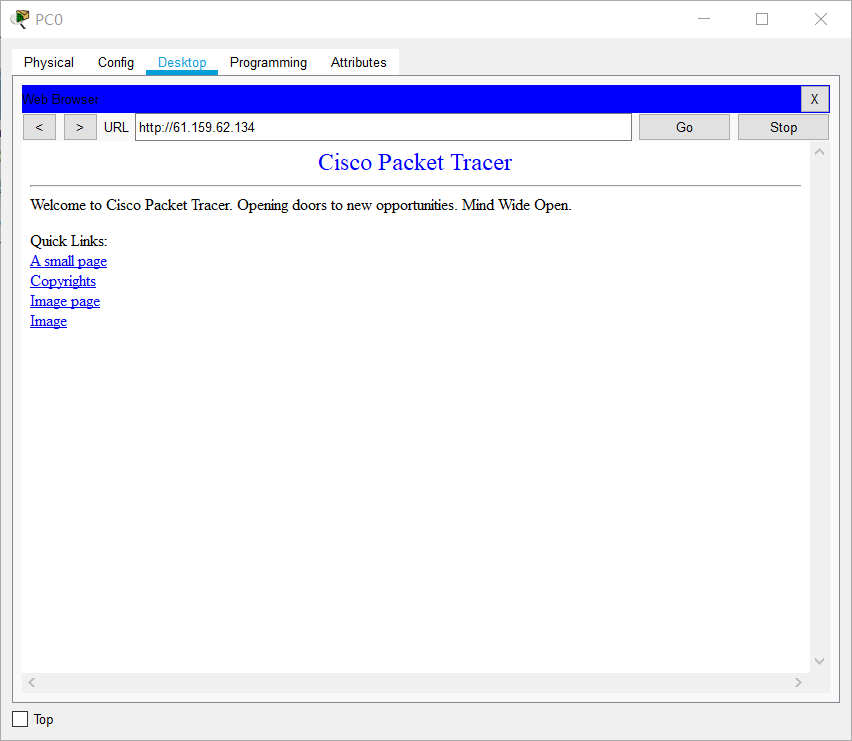 PC0
Physical Config Desktop Programming Attributes
Web Browser X
< > URL http://61.159.62.134 Go Stop
Cisco Packet Tracer
Welcome to Cisco Packet Tracer. Opening doors to new opportunities. Mind Wide Open.
Quick Links:
A small page
Copyrights
Image page
Image
Top